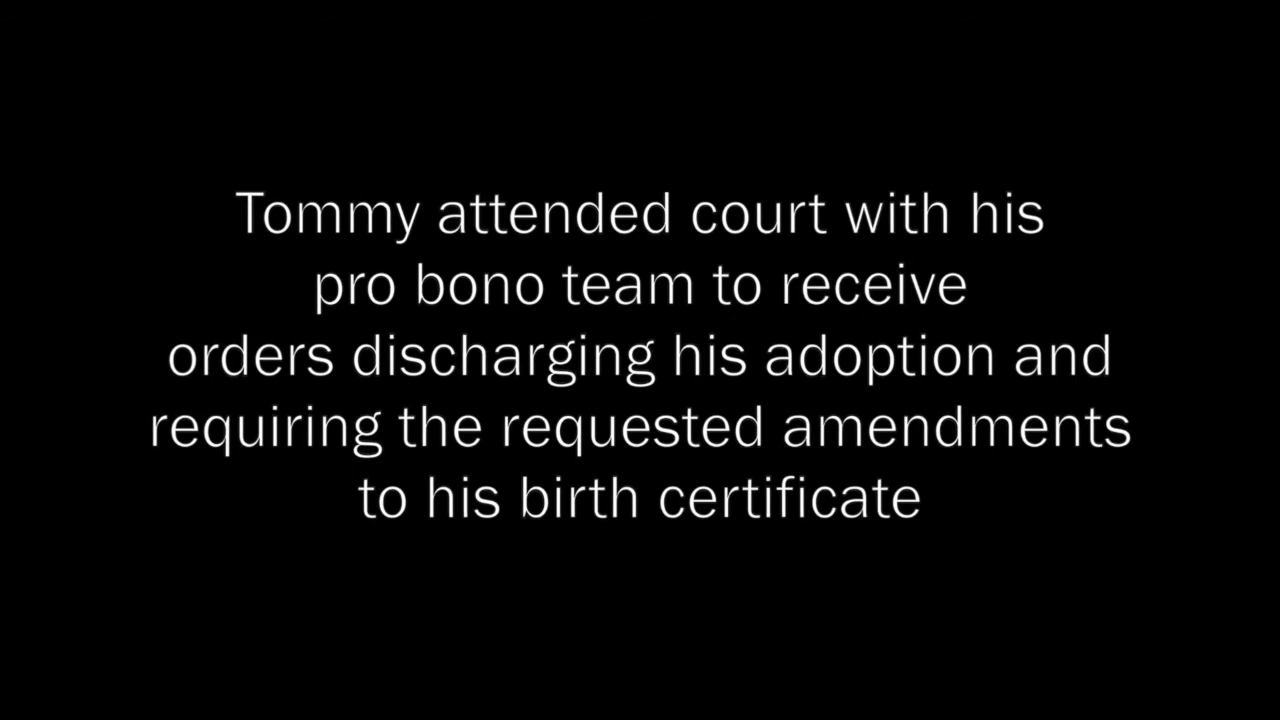 Tommy attended court with his
pro bono team to receive
orders discharging his adoption and
requiring the requested amendments
to his birth certificate